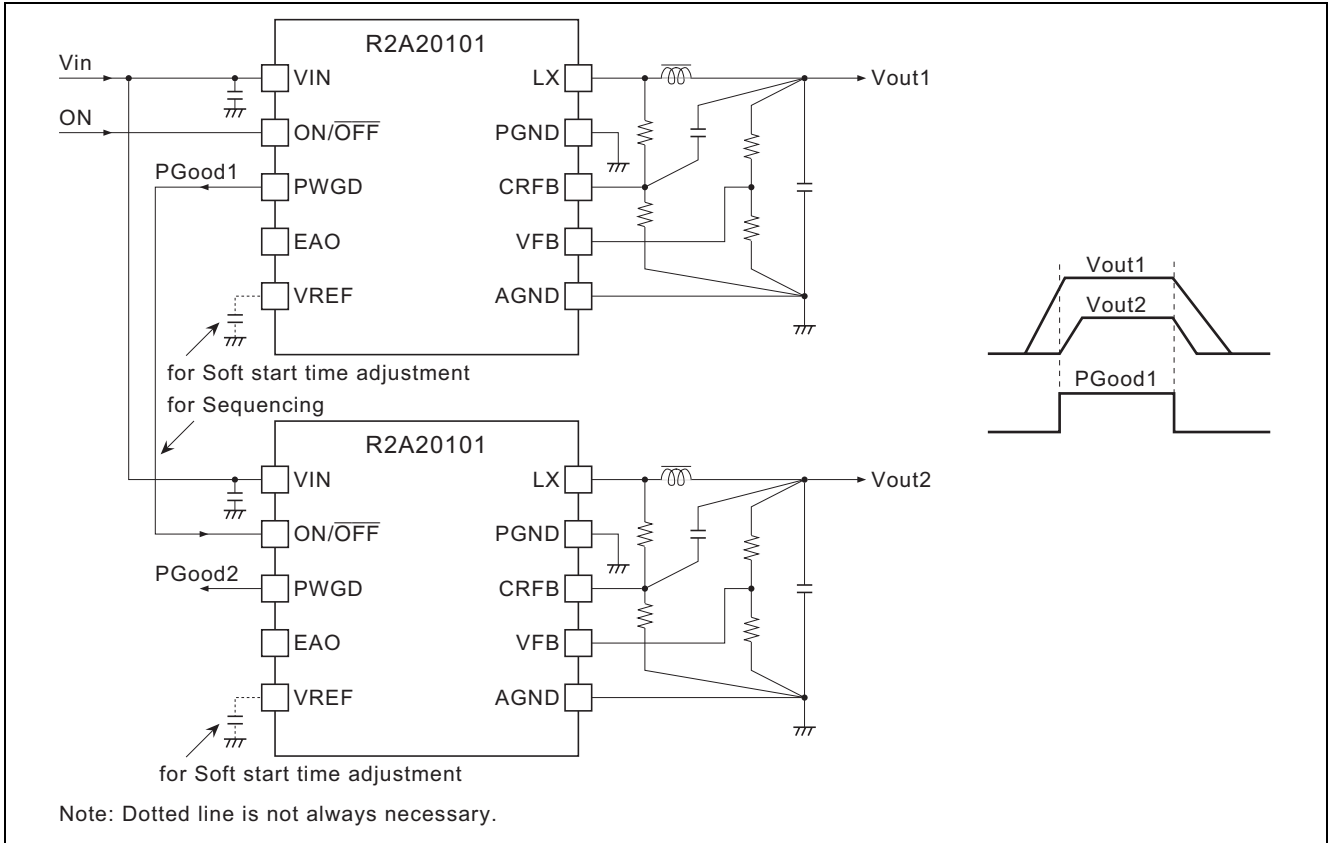 R2A20101
Vin
VIN
LX
Vout1
ON
ON/OFF
PGND
PGood1
PWGD
CRFB
EAO
VFB
VREF
AGND
for Soft start time adjustment
for Sequencing
Vout1
Vout2
PGood1
R2A20101
VIN
LX
Vout2
ON/OFF
PGND
PGood2
PWGD
CRFB
EAO
VFB
VREF
AGND
for Soft start time adjustment
Note: Dotted line is not always necessary.